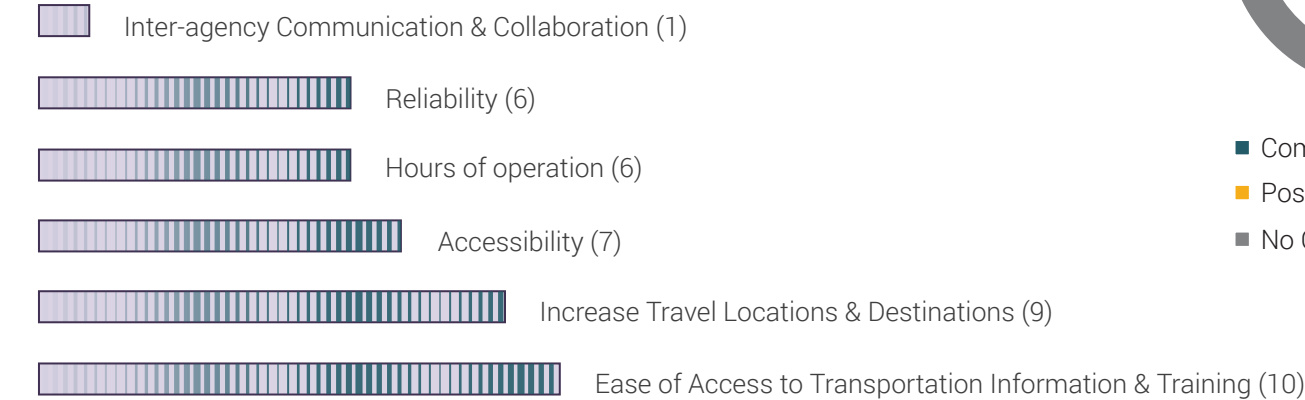 Inter-agency Communication & Collaboration (1)
Reliability (6)
Hours of operation (6)
Accessibility (7)
Increase Travel Locations & Destinations (9)
Ease of Access to Transportation Information & Training (10)
No